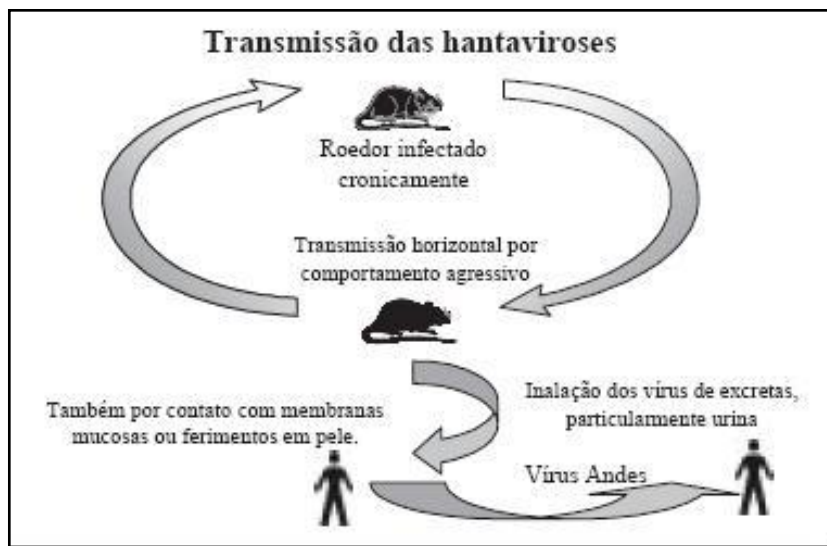 Transmissão das hantaviroses
Roedor infectado
cronicamente
Transmissão horizontal por
comportamento agressivo
Também por contato com membranas
mucosas ou ferimentos em pele.
Inalação dos vírus de excretas,
particularmente urina
Vírus Andes